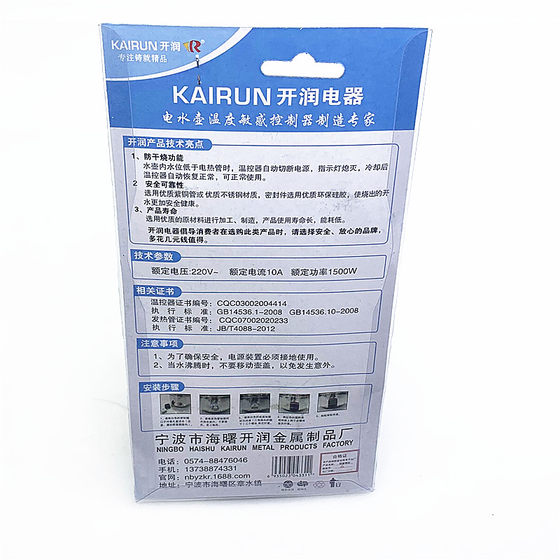 KAIRUN 开润 R
专注铸就精品
KAIRUN 开润电器
电水壶温度敏感控制器制造专家
开润产品技术亮点
1、防干烧功能
水壶内水位低于电热管时，温控器自动切断电源，指示灯熄灭，冷却后
温控器自动恢复正常，可正常使用。
2 安全可靠性
选用优质紫铜管或优质不锈钢材质，密封件选用优质环保硅胶，使烧出的开
水更加安全健康。
3 、产品寿命
选用优质的原材料进行加工、制造，产品使用寿命长，能耗低。
开润电器倡导消费者在选购此类产品时，请选择安全、放心的品牌，
多花几元钱值得。
技术参数
额定电压:220V~ 额定电流10A 额定功率1500W
相关证书
温控器证书编号: CQC03002004414
执 行 标 准: GB14536.1-2008 GB14536.10-2008
发热管证书编号: CQC07002020233
执 行 标 准: JB/T4088-2012
注意事项
1、为了确保安全，电源装置必须接地使用。
2、当水沸腾时，不要移动壶盖，以免发生意外。
安装步骤
宁波市海曙开润金属制品厂
NINGBO HAISHU KAIRUN METAL PRODUCTS FACTORY
电话: 0574-88476046
手机: 13738874331
官网: nbyzkr.1688.com
地址: 宁波市海曙区章水镇
合格证